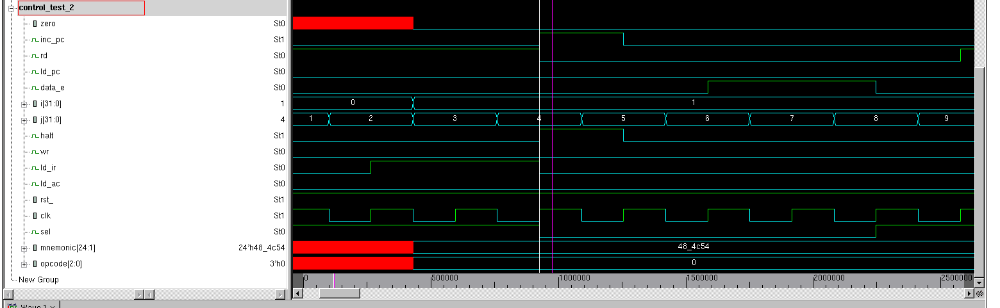 control_test_2
zero St0
inc_pc St1
rd St0
ld_pc St0
data_e St0
i[31:0] 1 0 1
j[31:0] 4 1 2 3 4 5 6 7 8 9
halt St1
wr St0
ld_ir St0
ld_ac St0
rst_ St1
clk St1
sel St0
mnemonic[24:1] 24'h48_4c54 48_4c54
opcode[2:0] 3'h0 0
New Group
0 500000 1000000 1500000 2000000 2500000
Wave 1